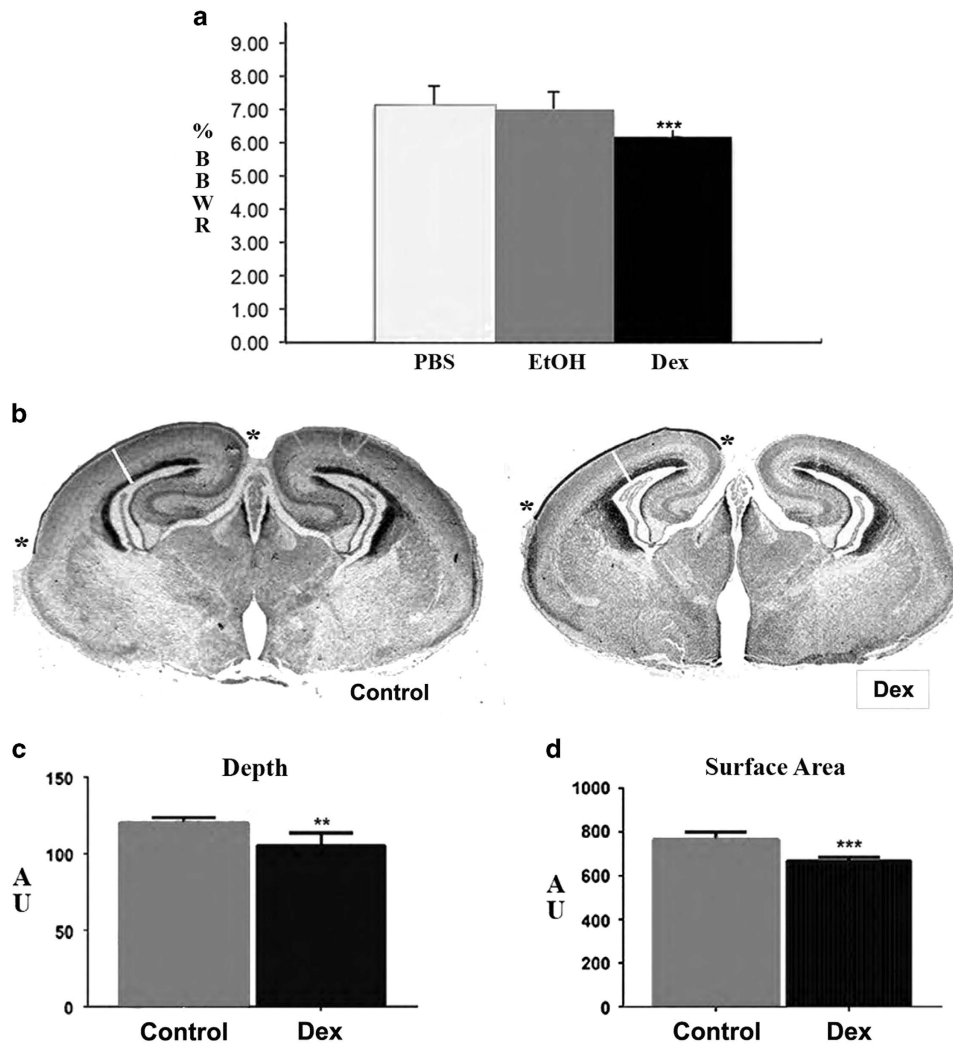 a
9.00
8.00
7.00
6.00
5.00
4.00
3.00
2.00
1.00
0.00
%
B
B
W
R
***
PBS EtOH Dex
b
*
*
Control
*
*
Dex
c
Depth
150
100
50
0
A
U
**
Control Dex
d
Surface Area
1000
800
600
400
200
0
A
U
***
Control Dex